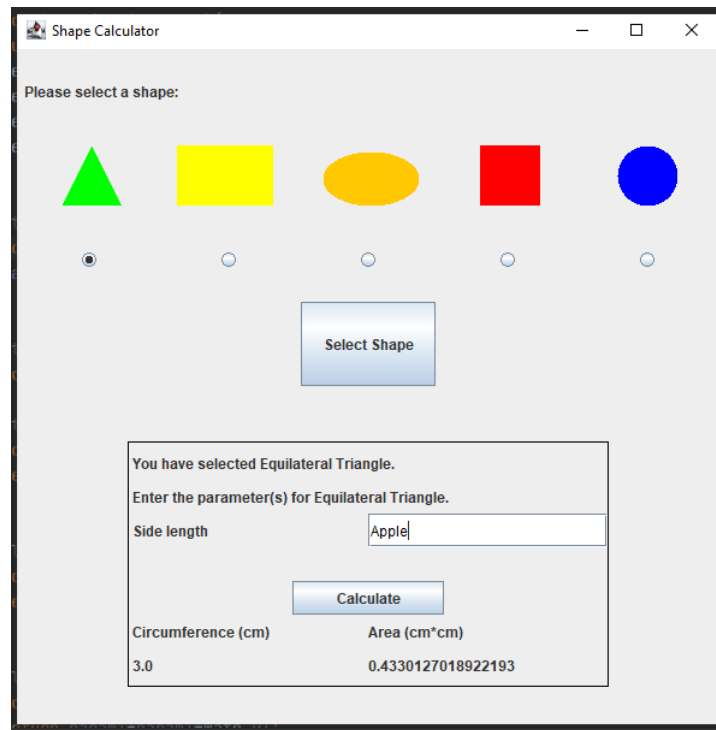 Shape Calculator
Please select a shape:
Select Shape
You have selected Equilateral Triangle.
Enter the parameter(s) for Equilateral Triangle.
Side length Apple
Calculate
Circumference (cm) Area (cm*cm)
3.0 0.4330127018922193